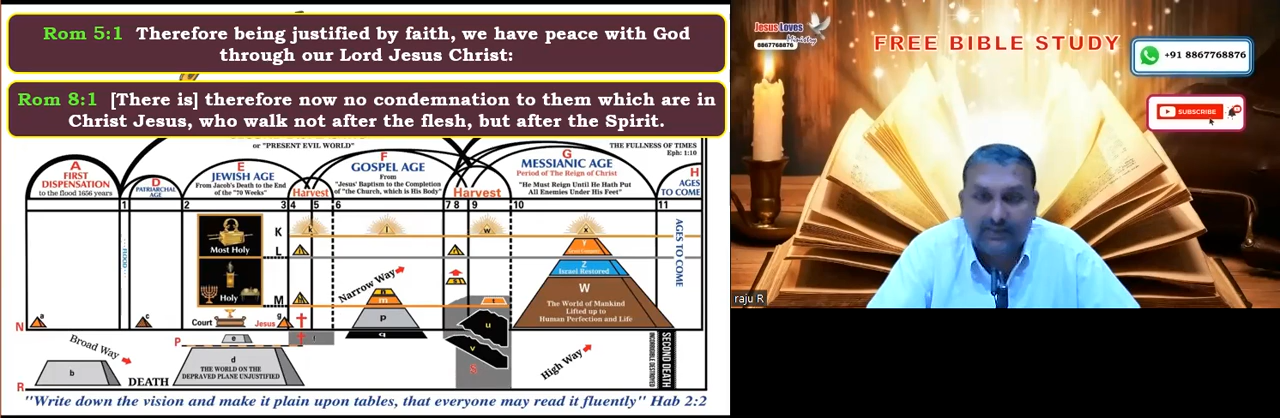 Rom 5:1 Therefore being justified by faith, we have peace with God
through our Lord Jesus Christ:
Rom 8:1 [There is] therefore now no condemnation to them which are in
Christ Jesus, who walk not after the flesh, but after the Spirit.
or "PRESENT EVIL WORLD"
THE FULLNESS OF TIMES
Eph: 1:10
A
FIRST
DISPENSATION
to the flood 1656 years
D
PATRIARCHAL
AGE
E
JEWISH AGE
From Jacob's Death to the End
of the "70 Weeks"
Harvest
F
GOSPEL AGE
From
"Jesus' Baptism to the Completion
of "the Church, which is His Body"
Harvest
G
MESSIANIC AGE
Period of The Reign of Christ
"He Must Reign Until He Hath Put
All Enemies Under His Feet"
H
AGES
TO COME
1 2 3 4 5 6 7 8 9 10 11
FLOOD
Most Holy
Holy
Court
K
L
M
N
P
R
a
b
c
d
THE WORLD ON THE
DEPRAVED PLANE UNJUSTIFIED
e
g
Jesus
k
l
w
x
Narrow Way
n
m
p
q
t
u
v
S
Y
Z
Israel Restored
W
The World of Mankind
Lifted up to
Human Perfection and Life
AGES TO COME
Broad Way
DEATH
High Way
SECOND DEATH
INCORRIGIBLE DESTROYED
"Write down the vision and make it plain upon tables, that everyone may read it fluently" Hab 2:2
Jesus Loves
Ministry
8867768876
FREE BIBLE STUDY
+91 8867768876
SUBSCRIBE
raju R